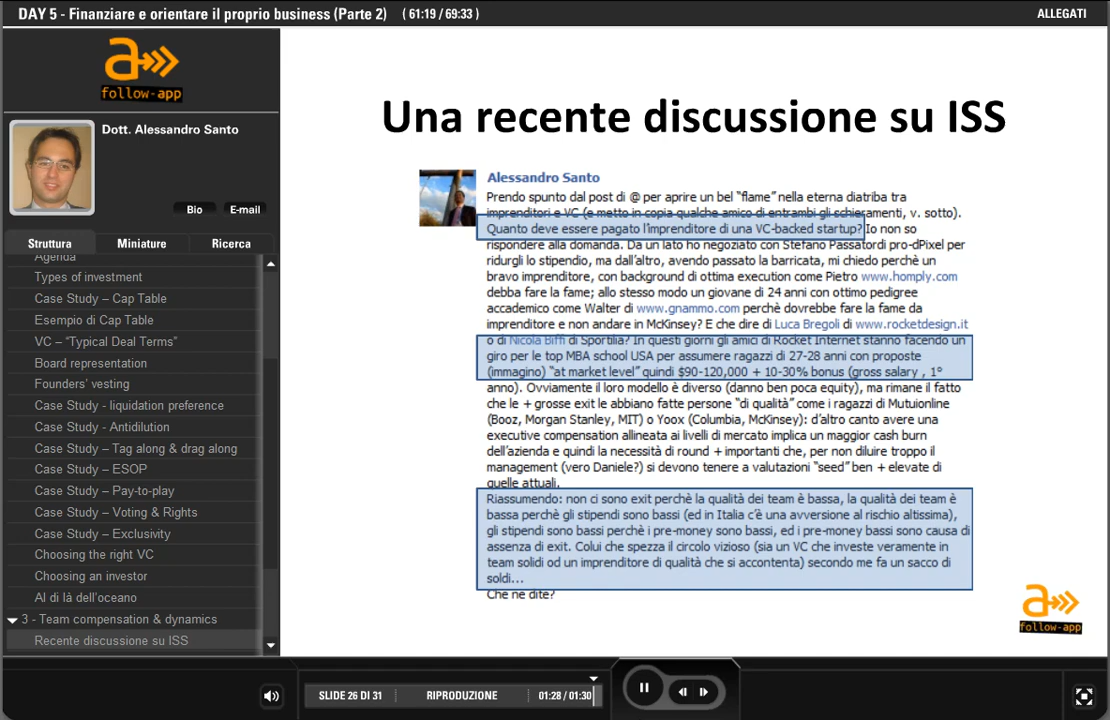 DAY 5 - Finanziare e orientare il proprio business (Parte 2)    ( 61:19 / 69:33 )
ALLEGATI
a
follow-app
Dott. Alessandro Santo
Bio
E-mail
Struttura
Miniature
Ricerca
Agenda
Types of investment
Case Study – Cap Table
Esempio di Cap Table
VC – “Typical Deal Terms”
Board representation
Founders’ vesting
Case Study - liquidation preference
Case Study - Antidilution
Case Study – Tag along & drag along
Case Study – ESOP
Case Study – Pay-to-play
Case Study – Voting & Rights
Case Study – Exclusivity
Choosing the right VC
Choosing an investor
Al di là dell’oceano
3 - Team compensation & dynamics
Recente discussione su ISS
Una recente discussione su ISS
Alessandro Santo
Prendo spunto dal post di @ per aprire un bel “flame” nella eterna diatriba tra
imprenditori e VC (e metto in copia qualche amico di entrambi gli schieramenti, v. sotto).
Quanto deve essere pagato l’imprenditore di una VC-backed startup? Io non so
rispondere alla domanda. Da un lato ho negoziato con Stefano Passatordi pro-dPixel per
ridurgli lo stipendio, ma dall’altro, avendo passato la barricata, mi chiedo perchè un
bravo imprenditore, con background di ottima execution come Pietro www.homply.com
debba fare la fame; allo stesso modo un giovane di 24 anni con ottimo pedigree
accademico come Walter di www.gnammo.com perchè dovrebbe fare la fame da
imprenditore e non andare in McKinsey? E che dire di Luca Bregoli di www.rocketdesign.it
o di Nicola Biffi di Sportilia? In questi giorni gli amici di Rocket Internet stanno facendo un
giro per le top MBA school USA per assumere ragazzi di 27-28 anni con proposte
(immagino) “at market level” quindi $90-120,000 + 10-30% bonus (gross salary , 1°
anno). Ovviamente il loro modello è diverso (danno ben poca equity), ma rimane il fatto
che le + grosse exit le abbiano fatte persone “di qualità” come i ragazzi di Mutuionline
(Booz, Morgan Stanley, MIT) o Yoox (Columbia, McKinsey): d’altro canto avere una
executive compensation allineata ai livelli di mercato implica un maggior cash burn
dell’azienda e quindi la necessità di round + importanti che, per non diluire troppo il
management (vero Daniele?) si devono tenere a valutazioni “seed” ben + elevate di
quelle attuali.
Riassumendo: non ci sono exit perchè la qualità dei team è bassa, la qualità dei team è
bassa perchè gli stipendi sono bassi (ed in Italia c’è una avversione al rischio altissima),
gli stipendi sono bassi perchè i pre-money sono bassi, ed i pre-money bassi sono causa di
assenza di exit. Colui che spezza il circolo vizioso (sia un VC che investe veramente in
team solidi od un imprenditore di qualità che si accontenta) secondo me fa un sacco di
soldi...
Che ne dite?
a
follow-app
SLIDE 26 DI 31
RIPRODUZIONE
01:28 / 01:30